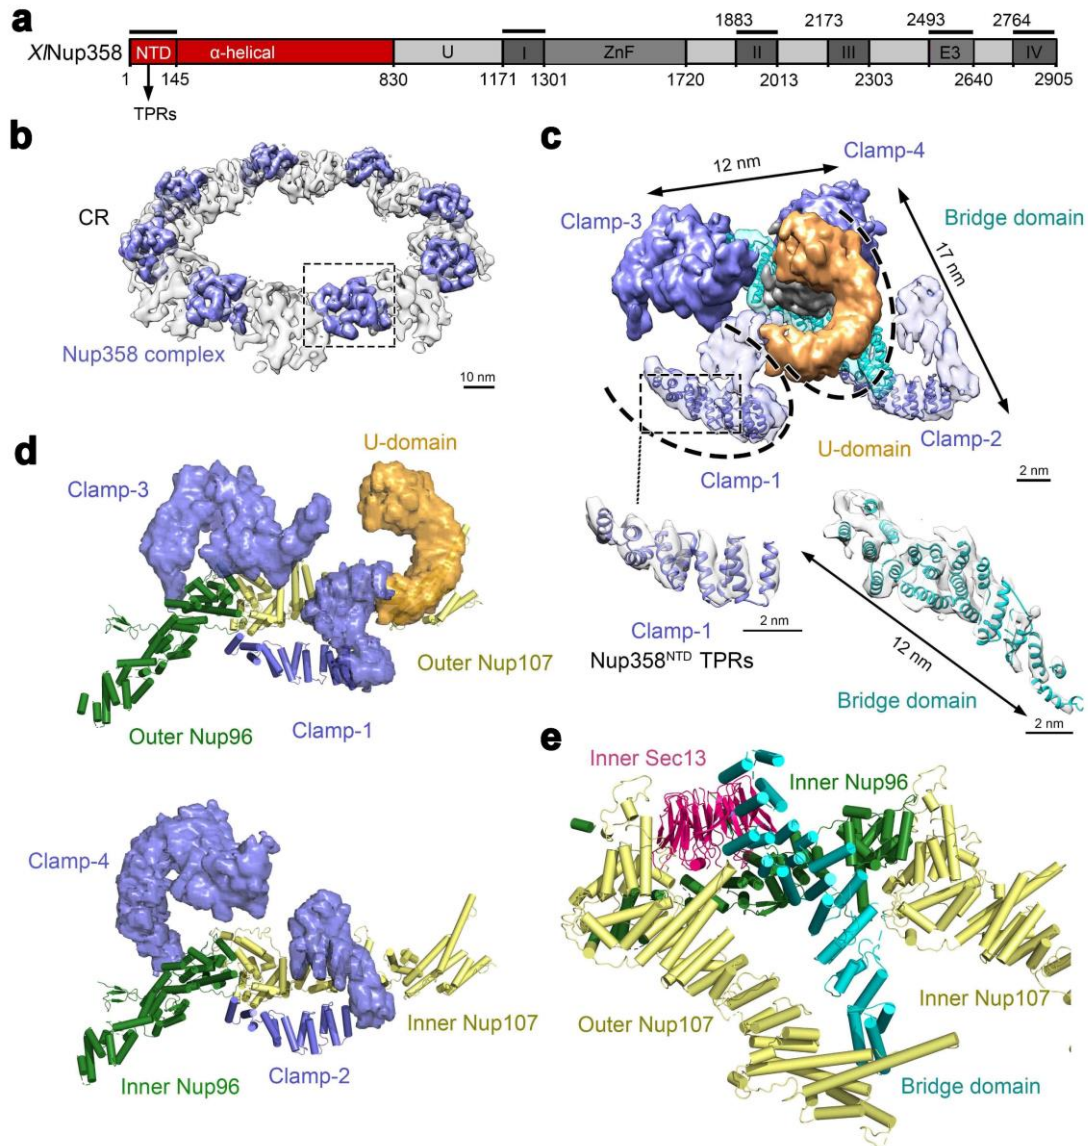 a
1883 2173 2493 2764
XlNup358 NTD α-helical U I ZnF II III E3 IV
1 145 830 1171 1301 1720 2013 2303 2640 2905
TPRs
b
CR
Nup358 complex
10 nm
c
12 nm
Clamp-4
Clamp-3
Bridge domain
17 nm
Clamp-2
U-domain
Clamp-1
2 nm
Clamp-1
Nup358NTD TPRs
2 nm
12 nm
Bridge domain
2 nm
d
U-domain
Clamp-3
Outer Nup107
Clamp-1
Outer Nup96
Clamp-4
Inner Nup107
Clamp-2
Inner Nup96
e
Inner Sec13
Inner Nup96
Inner Nup107
Outer Nup107
Bridge domain